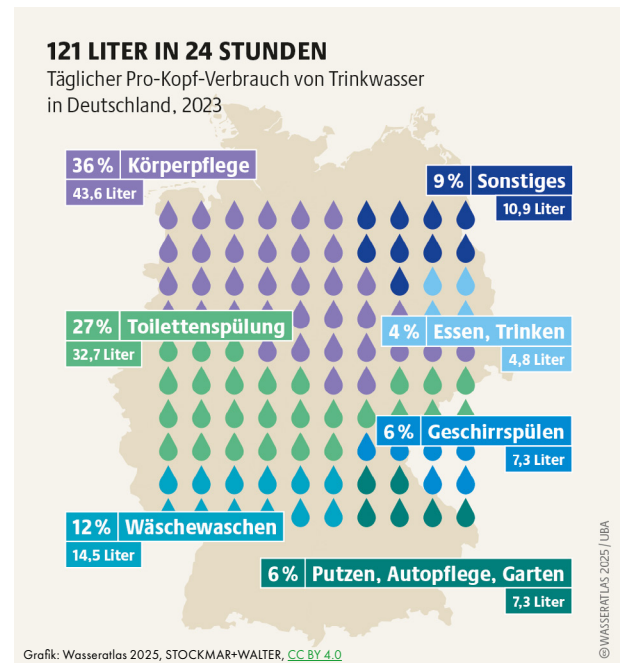 121 LITER IN 24 STUNDEN
Täglicher Pro-Kopf-Verbrauch von Trinkwasser
in Deutschland, 2023
36 % Körperpflege
43,6 Liter
9 % Sonstiges
10,9 Liter
27 % Toilettenspülung
32,7 Liter
4 % Essen, Trinken
4,8 Liter
6 % Geschirrspülen
7,3 Liter
12 % Wäschewaschen
14,5 Liter
6 % Putzen, Autopflege, Garten
7,3 Liter
Grafik: Wasseratlas 2025, STOCKMAR+WALTER, CC BY 4.0
🅭 WASSERATLAS 2025 / UBA